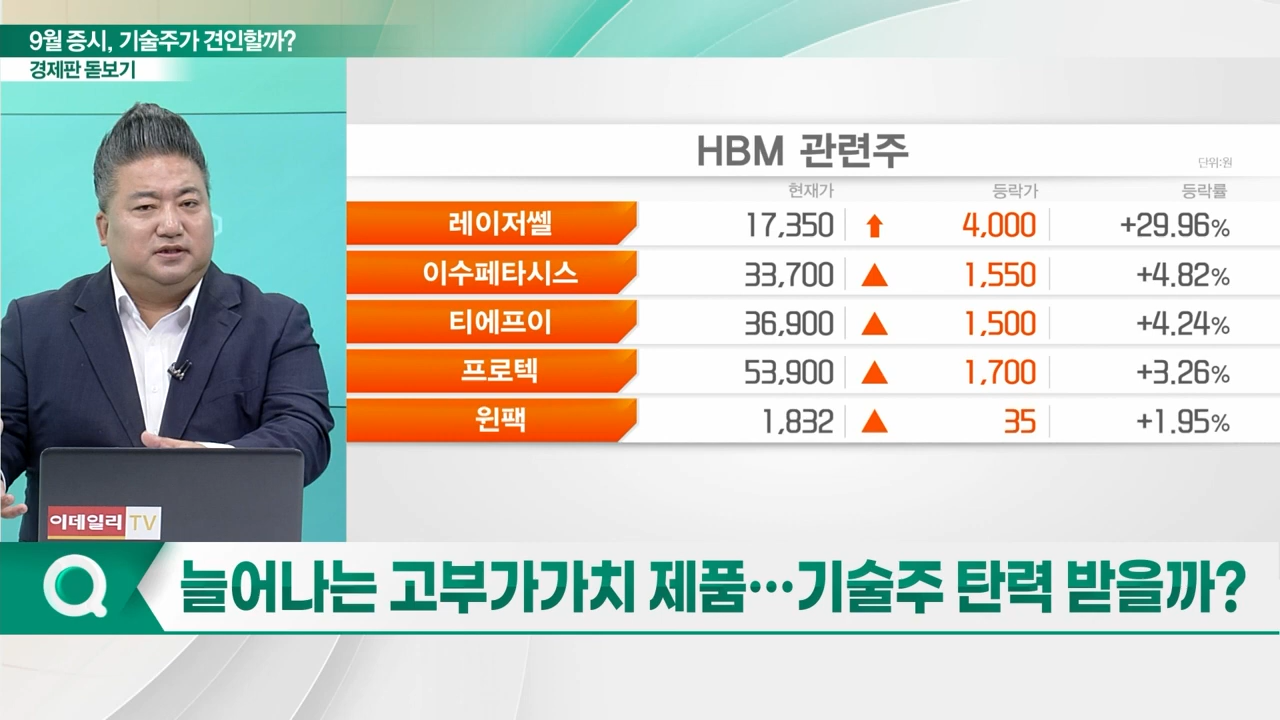 9월 증시, 기술주가 견인할까?
경제판 돋보기
HBM 관련주
단위:원
현재가 등락가 등락률
레이저쎌 17,350 4,000 +29.96%
이수페타시스 33,700 ▲ 1,550 +4.82%
티에프이 36,900 ▲ 1,500 +4.24%
프로텍 53,900 ▲ 1,700 +3.26%
윈팩 1,832 ▲ 35 +1.95%
이데일리 TV
Q 늘어나는 고부가가치 제품…기술주 탄력 받을까?